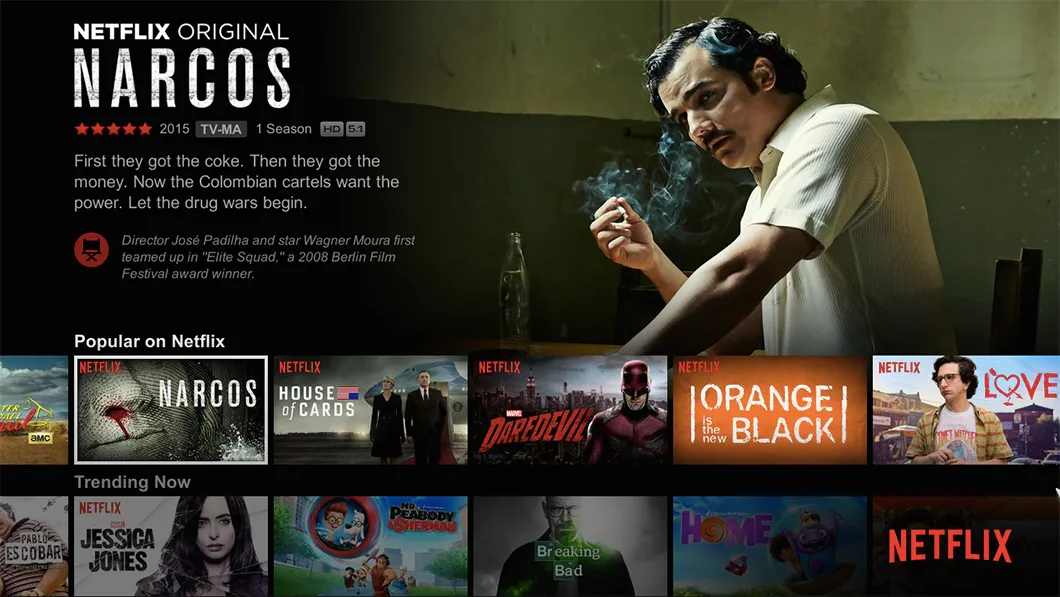 NETFLIX ORIGINAL
NARCOS
2015 TV-MA 1 Season HD 5.1
First they got the coke. Then they got the
money. Now the Colombian cartels want the
power. Let the drug wars begin.
Director José Padilha and star Wagner Moura first
teamed up in "Elite Squad," a 2008 Berlin Film
Festival award winner.
Popular on Netflix
amc
NETFLIX
NARCOS
NETFLIX
HOUSE
of CARDS
NETFLIX
MARVEL
DAREDEVIL
NETFLIX
ORANGE
is the new
BLACK
NETFLIX
LOVE
Trending Now
PABLO
ESCOBAR
NETFLIX
MARVEL
JESSICA
JONES
MR. PEABODY
& SHERMAN
Breaking
Bad
HOME
NETFLIX